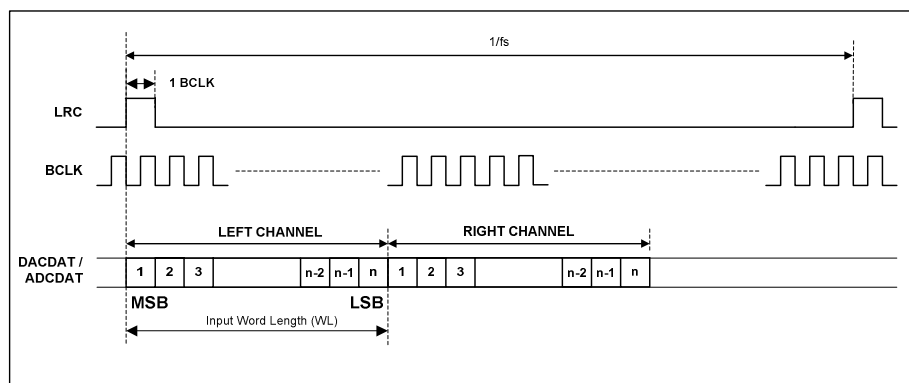 1/fs
1 BCLK
LRC
BCLK
LEFT CHANNEL
RIGHT CHANNEL
DACDAT /
ADCDAT
1 2 3 n-2 n-1 n 1 2 3 n-2 n-1 n
MSB LSB
Input Word Length (WL)